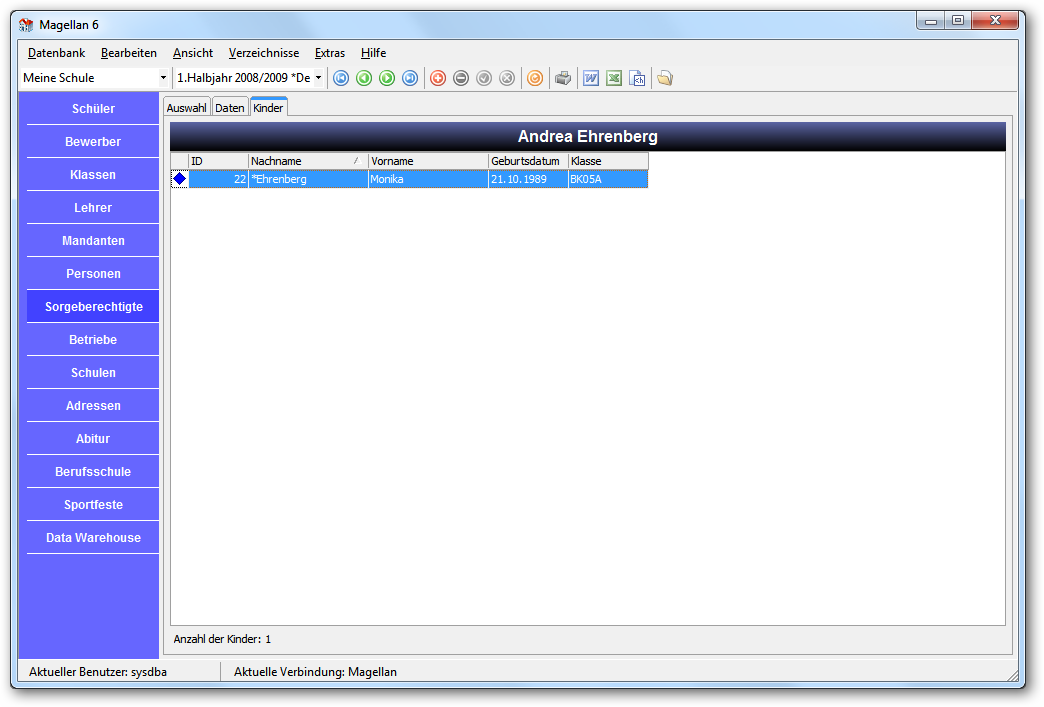 Magellan 6
Datenbank Bearbeiten Ansicht Verzeichnisse Extras Hilfe
Meine Schule 1.Halbjahr 2008/2009 *De
Schüler
Bewerber
Klassen
Lehrer
Mandanten
Personen
Sorgeberechtigte
Betriebe
Schulen
Adressen
Abitur
Berufsschule
Sportfeste
Data Warehouse
Auswahl Daten Kinder
Andrea Ehrenberg
ID Nachname Vorname Geburtsdatum Klasse
22 *Ehrenberg Monika 21.10.1989 BK05A
Anzahl der Kinder: 1
Aktueller Benutzer: sysdba Aktuelle Verbindung: Magellan